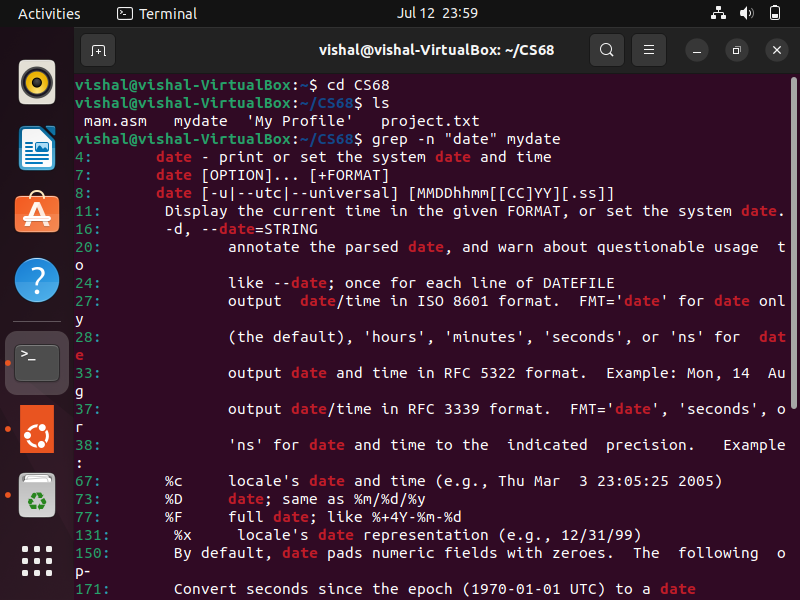 Activities Terminal Jul 12 23:59
vishal@vishal-VirtualBox: ~/CS68
vishal@vishal-VirtualBox:~$ cd CS68
vishal@vishal-VirtualBox:~/CS68$ ls
mam.asm mydate 'My Profile' project.txt
vishal@vishal-VirtualBox:~/CS68$ grep -n "date" mydate
4: date - print or set the system date and time
7: date [OPTION]... [+FORMAT]
8: date [-u|--utc|--universal] [MMDDhhmm[[CC]YY][.ss]]
11: Display the current time in the given FORMAT, or set the system date.
16: -d, --date=STRING
20: annotate the parsed date, and warn about questionable usage t
o
24: like --date; once for each line of DATEFILE
27: output date/time in ISO 8601 format. FMT='date' for date onl
y
28: (the default), 'hours', 'minutes', 'seconds', or 'ns' for dat
e
33: output date and time in RFC 5322 format. Example: Mon, 14 Au
g
37: output date/time in RFC 3339 format. FMT='date', 'seconds', o
r
38: 'ns' for date and time to the indicated precision. Example
:
67: %c locale's date and time (e.g., Thu Mar 3 23:05:25 2005)
73: %D date; same as %m/%d/%y
77: %F full date; like %+4Y-%m-%d
131: %x locale's date representation (e.g., 12/31/99)
150: By default, date pads numeric fields with zeroes. The following o
p-
171: Convert seconds since the epoch (1970-01-01 UTC) to a date